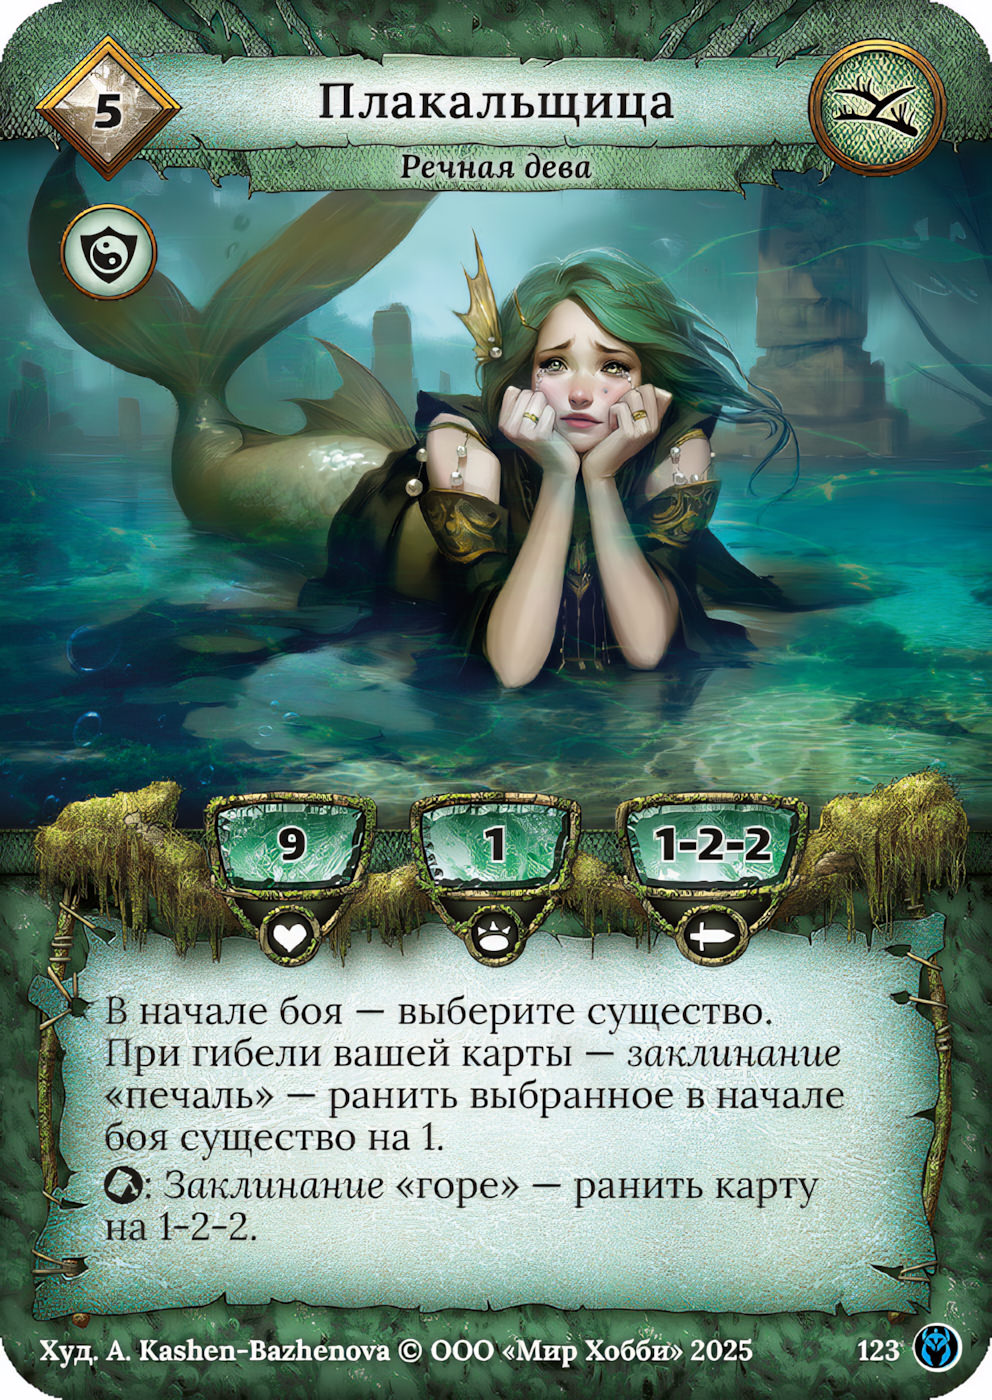 5
Плакальщица
Речная дева
9
1
1-2-2
В начале боя — выберите существо.
При гибели вашей карты — заклинание
«печаль» — ранить выбранное в начале
боя существо на 1.
: Заклинание «горе» — ранить карту
на 1-2-2.
Худ. A. Kashen-Bazhenova © ООО «Мир Хобби» 2025
123